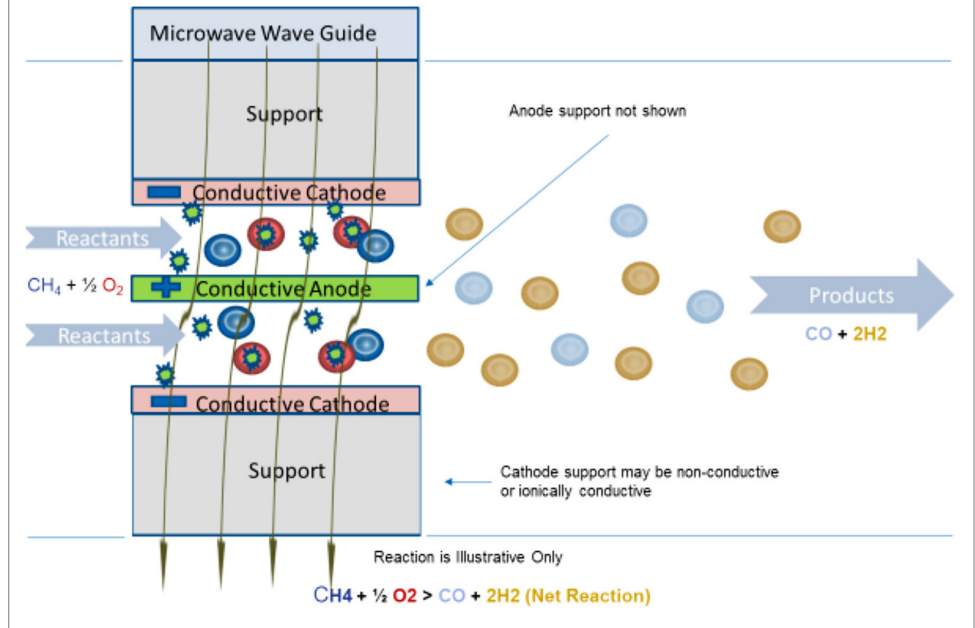 Microwave Wave Guide
Support
Anode support not shown
Conductive Cathode
Reactants
CH₄ + ½ O₂
Conductive Anode
Products
Reactants
CO + 2H2
Conductive Cathode
Support
Cathode support may be non-conductive
or ionically conductive
Reaction is Illustrative Only
CH4 + ½ O2 > CO + 2H2 (Net Reaction)